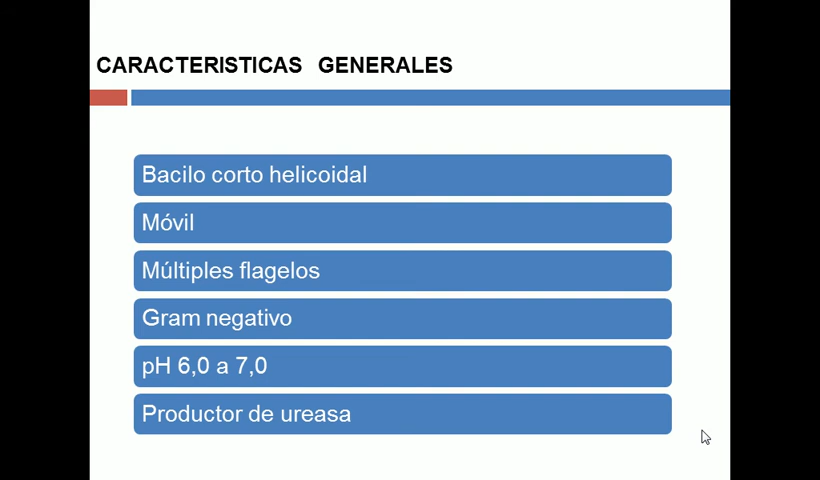 CARACTERISTICAS GENERALES
Bacilo corto helicoidal
Móvil
Múltiples flagelos
Gram negativo
pH 6,0 a 7,0
Productor de ureasa